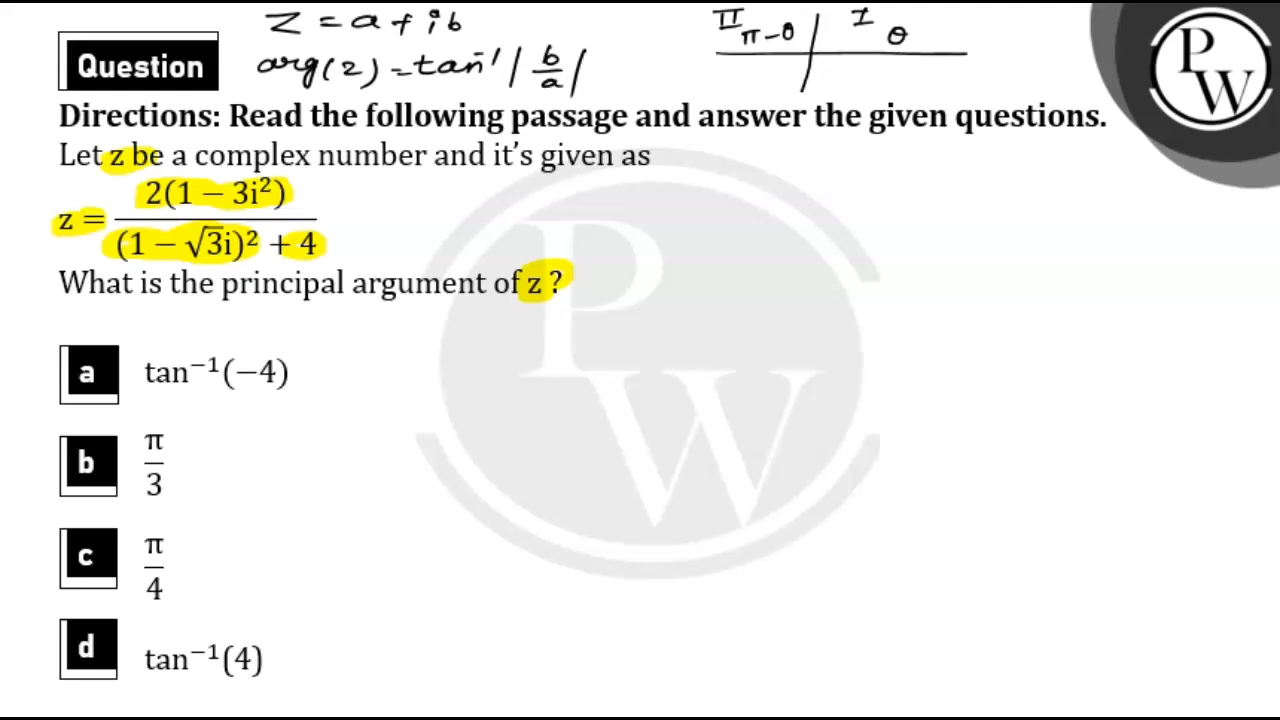 z = a + ib
arg(z) = tan⁻¹ |b/a|
II π-θ I θ
PW
Question
Directions: Read the following passage and answer the given questions.
Let z be a complex number and it's given as
z = 2(1 − 3i²) / (1 − √3i)² + 4
What is the principal argument of z ?
a tan⁻¹(−4)
b π/3
c π/4
d tan⁻¹(4)
PW